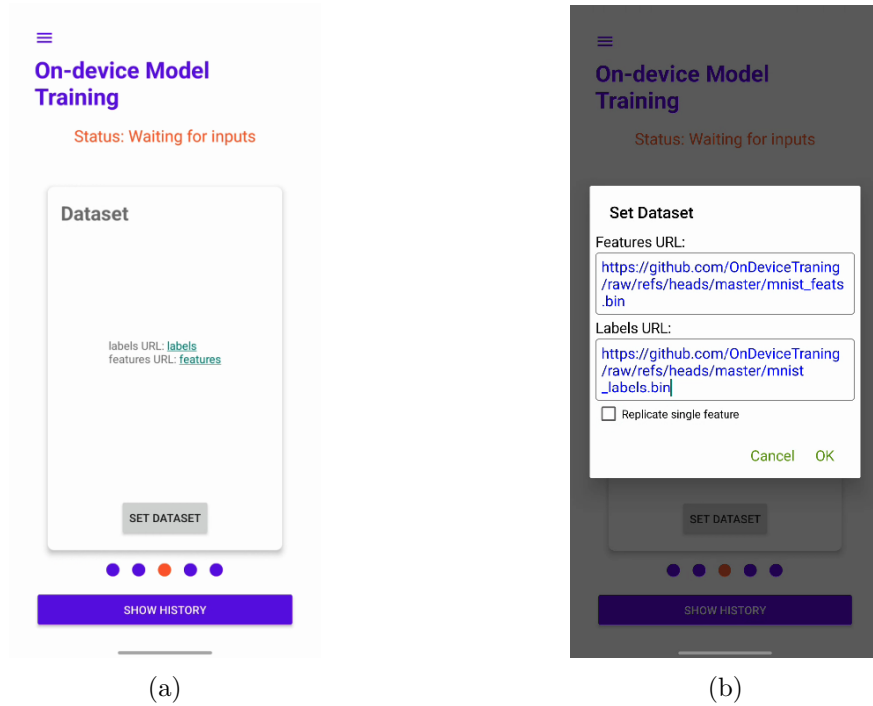 On-device Model
Training
Status: Waiting for inputs
Dataset
labels URL: labels
features URL: features
SET DATASET
SHOW HISTORY
(a)
On-device Model
Training
Status: Waiting for inputs
Set Dataset
Features URL:
https://github.com/OnDeviceTraning
/raw/refs/heads/master/mnist_feats
.bin
Labels URL:
https://github.com/OnDeviceTraning
/raw/refs/heads/master/mnist
_labels.bin
Replicate single feature
Cancel OK
SET DATASET
SHOW HISTORY
(b)